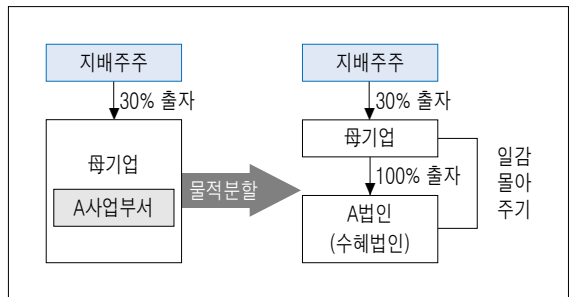 지배주주
30% 출자
母기업
A사업부서
물적분할
지배주주
30% 출자
母기업
100% 출자
A법인
(수혜법인)
일감
몰아
주기